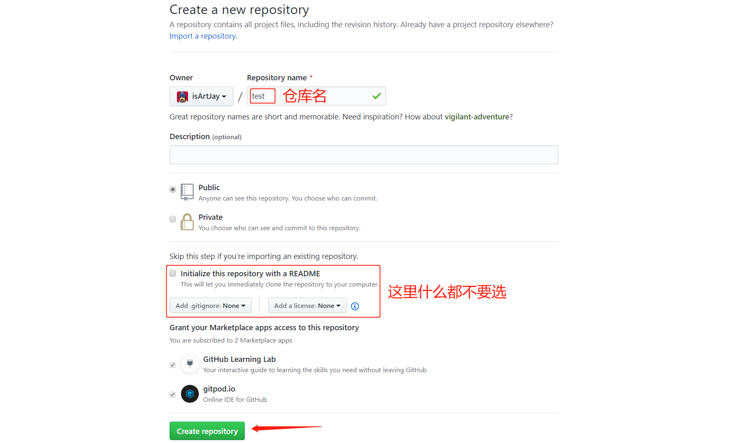 Create a new repository
A repository contains all project files, including the revision history. Already have a project repository elsewhere?
Import a repository.
Owner
Repository name *
isArtJay
/
test
仓库名
Great repository names are short and memorable. Need inspiration? How about vigilant-adventure?
Description (optional)
Public
Anyone can see this repository. You choose who can commit.
Private
You choose who can see and commit to this repository.
Skip this step if you're importing an existing repository.
Initialize this repository with a README
This will let you immediately clone the repository to your computer.
这里什么都不要选
Add .gitignore: None
Add a license: None
Grant your Marketplace apps access to this repository
You are subscribed to 2 Marketplace apps
GitHub Learning Lab
Your interactive guide to learning the skills you need without leaving GitHub
gitpod.io
Online IDE for GitHub
Create repository